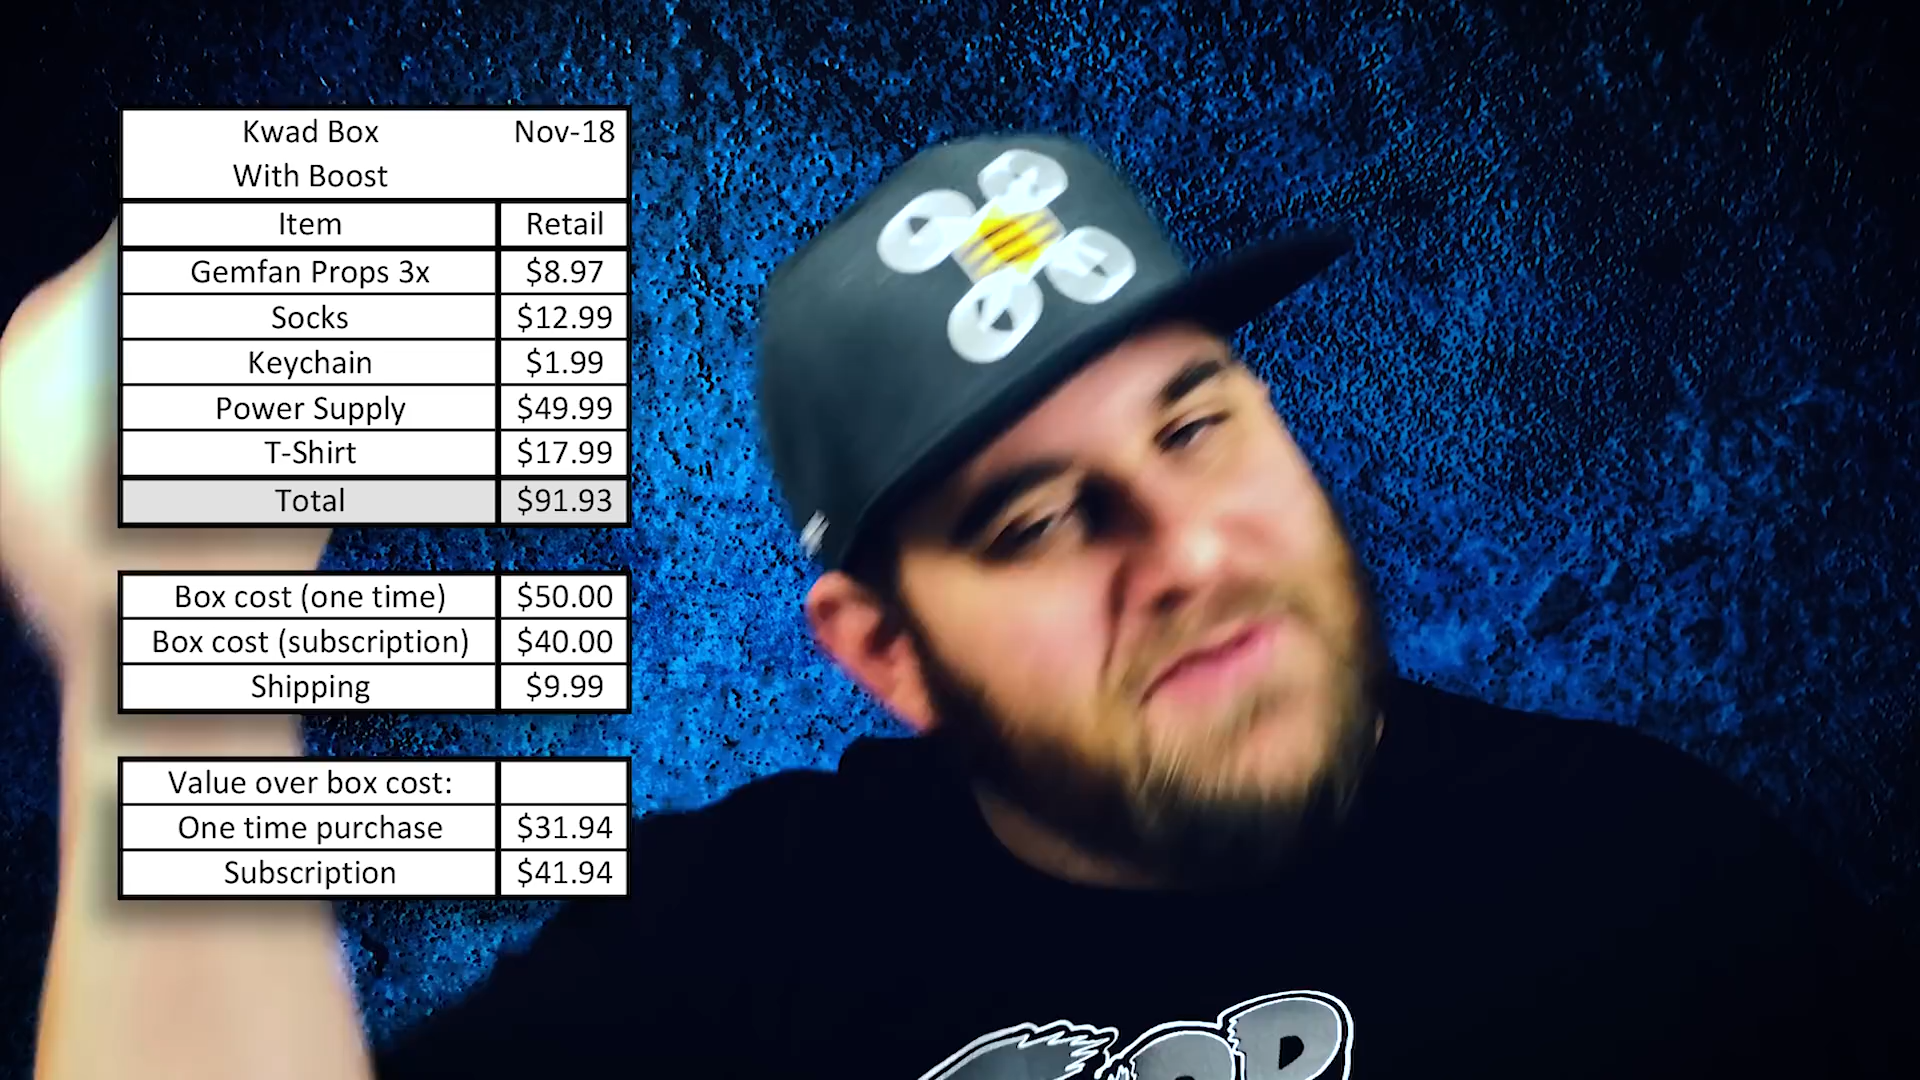 Kwad Box Nov-18
With Boost
Item Retail
Gemfan Props 3x $8.97
Socks $12.99
Keychain $1.99
Power Supply $49.99
T-Shirt $17.99
Total $91.93
Box cost (one time) $50.00
Box cost (subscription) $40.00
Shipping $9.99
Value over box cost:
One time purchase $31.94
Subscription $41.94